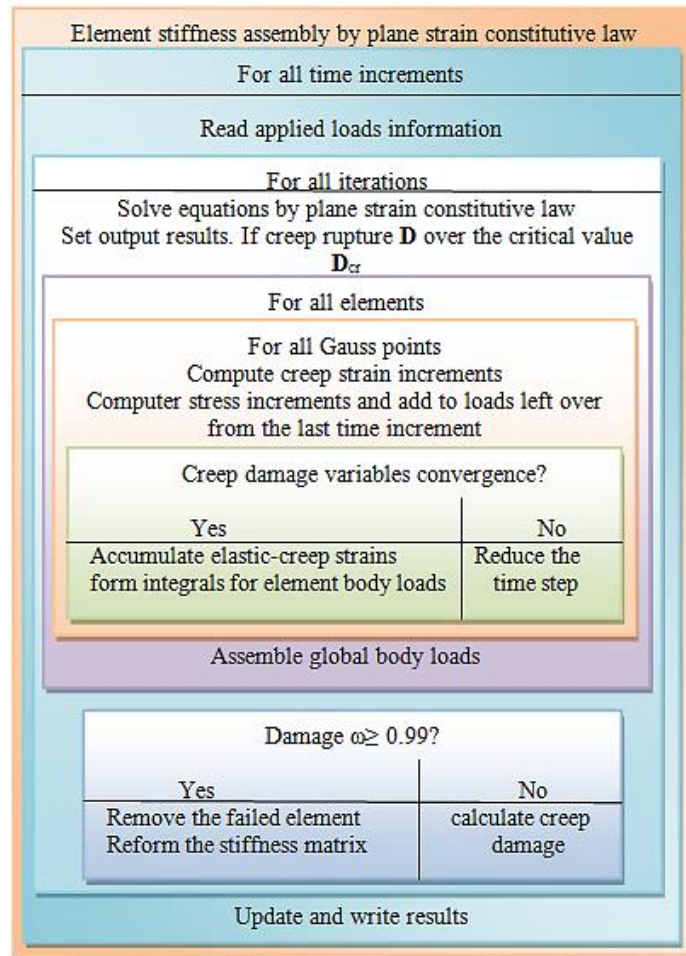 Element stiffness assembly by plane strain constitutive law
For all time increments
Read applied loads information
For all iterations
Solve equations by plane strain constitutive law
Set output results. If creep rupture D over the critical value
Dcr
For all elements
For all Gauss points
Compute creep strain increments
Computer stress increments and add to loads left over
from the last time increment
Creep damage variables convergence?
Yes No
Accumulate elastic-creep strains Reduce the
form integrals for element body loads time step
Assemble global body loads
Damage ω≥ 0.99?
Yes No
Remove the failed element calculate creep
Reform the stiffness matrix damage
Update and write results